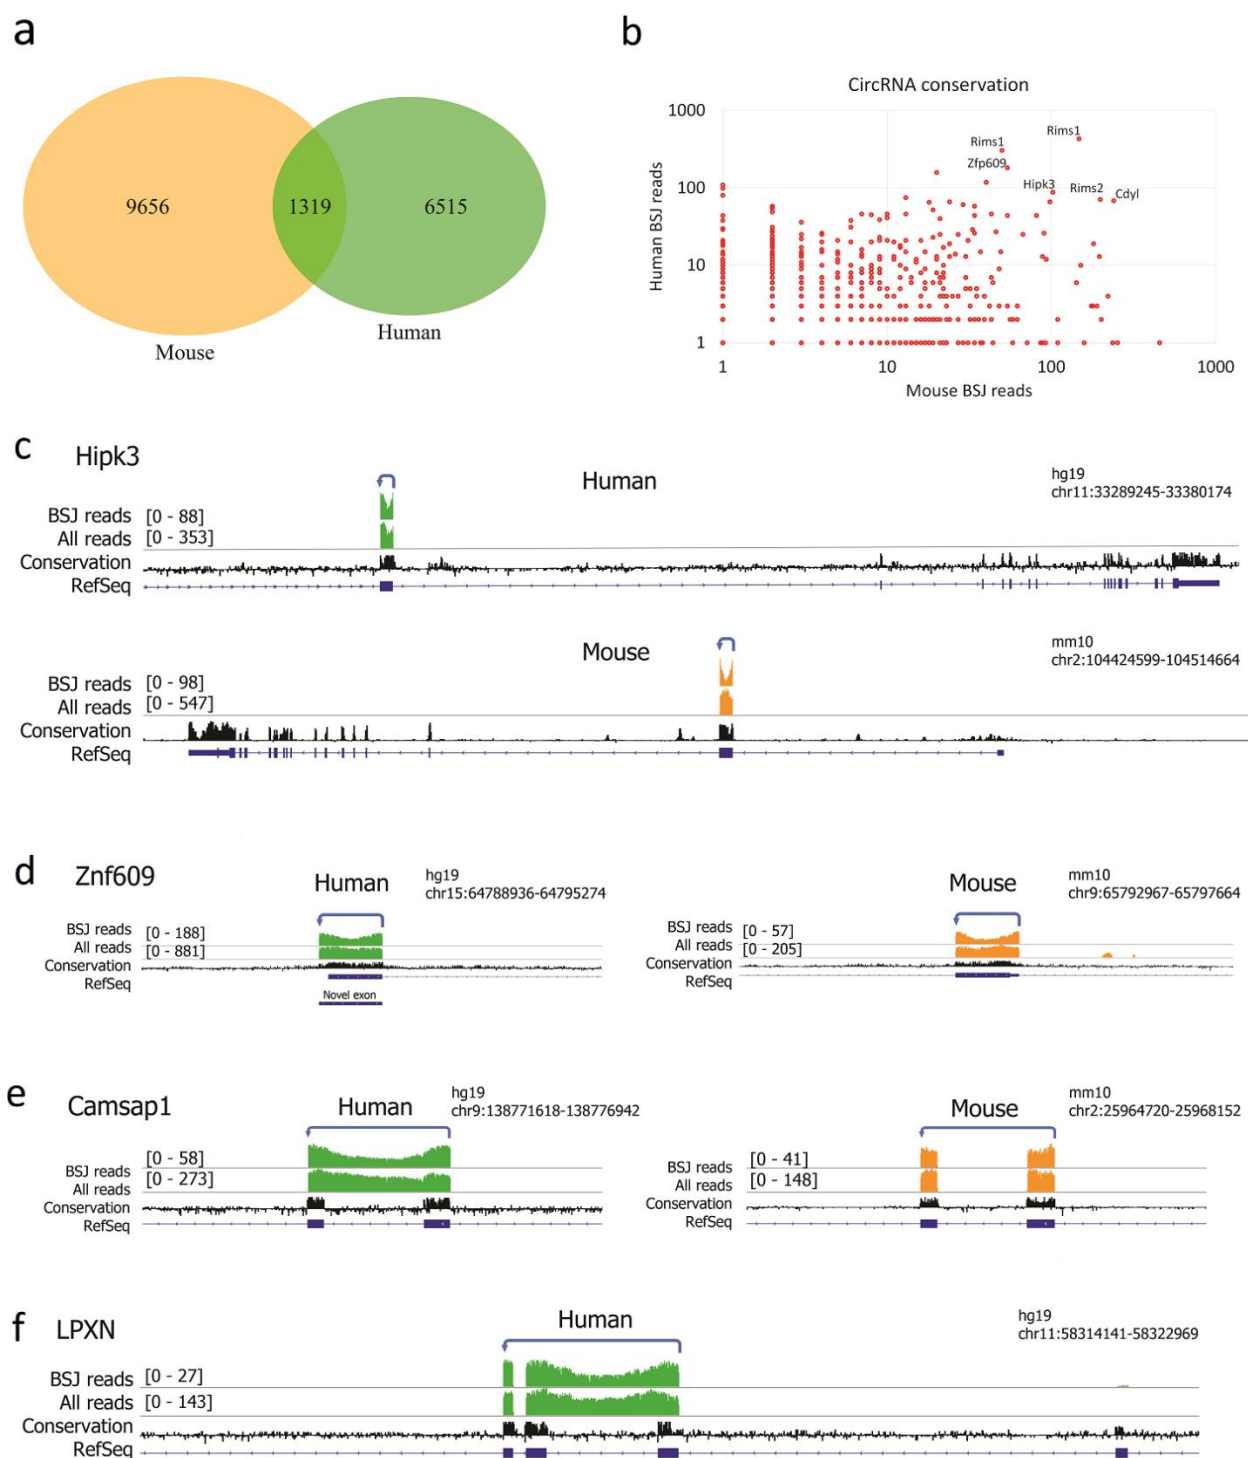 a
9656
1319
6515
Mouse
Human
b
CircRNA conservation
Human BSJ reads
1000
100
10
1
Rims1
Rims1
Zfp609
Hipk3
Rims2
Cdyl
1
10
100
1000
Mouse BSJ reads
c
Hipk3
Human
hg19
chr11:33289245-33380174
BSJ reads [0 - 88]
All reads [0 - 353]
Conservation
RefSeq
Mouse
mm10
chr2:104424599-104514664
BSJ reads [0 - 98]
All reads [0 - 547]
Conservation
RefSeq
d
Znf609
Human
hg19
chr15:64788936-64795274
BSJ reads [0 - 188]
All reads [0 - 881]
Conservation
RefSeq
Novel exon
Mouse
mm10
chr9:65792967-65797664
BSJ reads [0 - 57]
All reads [0 - 205]
Conservation
RefSeq
e
Camsap1
Human
hg19
chr9:138771618-138776942
BSJ reads [0 - 58]
All reads [0 - 273]
Conservation
RefSeq
Mouse
mm10
chr2:25964720-25968152
BSJ reads [0 - 41]
All reads [0 - 148]
Conservation
RefSeq
f
LPXN
Human
hg19
chr11:58314141-58322969
BSJ reads [0 - 27]
All reads [0 - 143]
Conservation
RefSeq